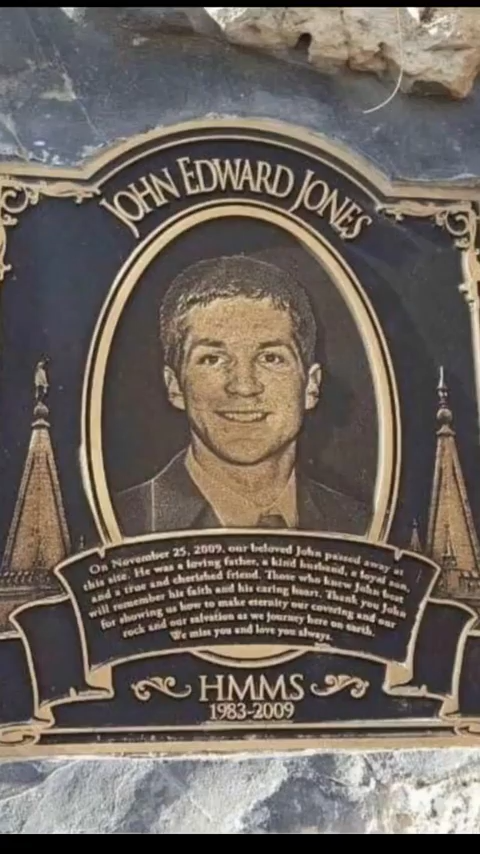 JOHN EDWARD JONES
On November 25, 2009, our beloved John passed away at
this site. He was a loving father, a kind husband, a loyal son,
and a true and cherished friend. Those who knew John best
will remember his faith and his caring heart. Thank you John
for showing us how to make eternity our covering and our
rock and our salvation as we journey here on earth.
We miss you and love you always.
HMMS
1983-2009